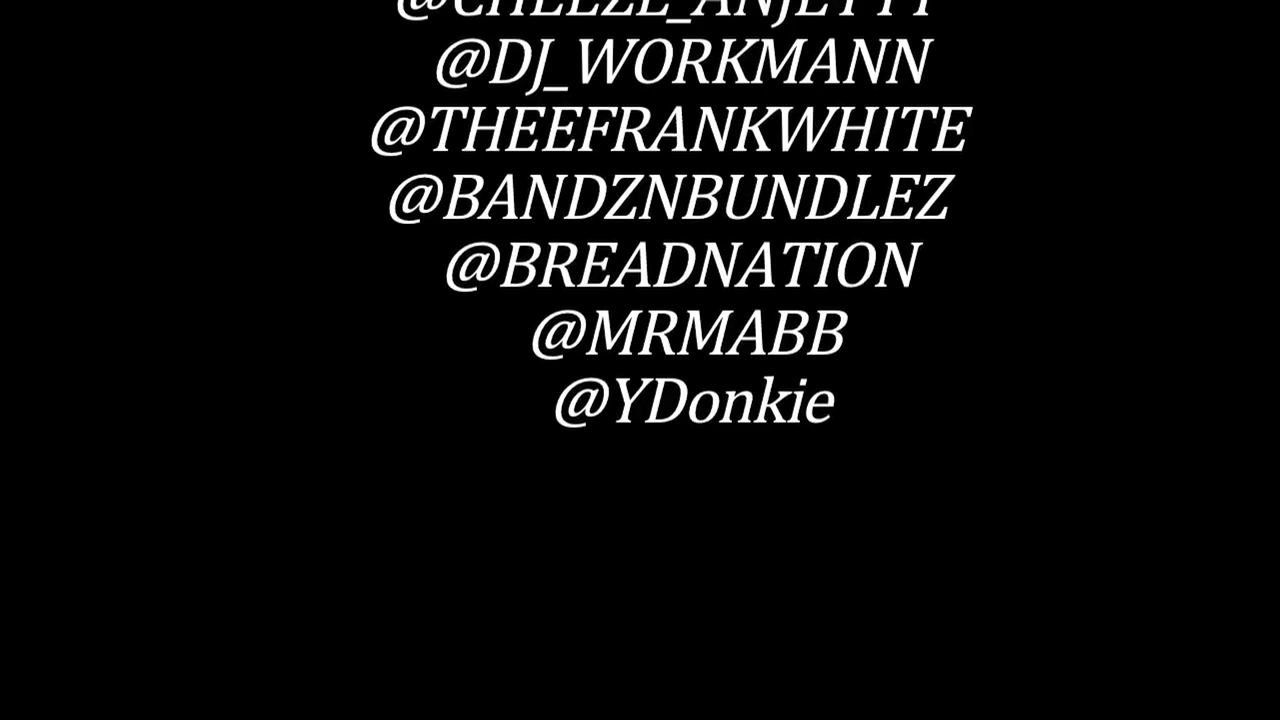 @DJ_WORKMANN
@THEEFRANKWHITE
@BANDZNBUNDLEZ
@BREADNATION
@MRMABB
@YDonkie